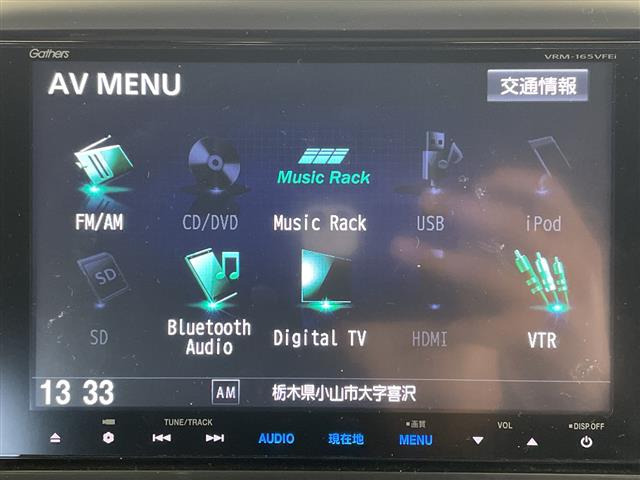 Gathers VRM-165VFEi
AV MENU 交通情報
FM/AM CD/DVD Music Rack Music Rack USB iPod
SD SD Bluetooth Audio Digital TV HDMI VTR
13 33 AM 栃木県小山市大字喜沢
TUNE/TRACK ■画質 VOL ■DISP.OFF
AUDIO 現在地 MENU